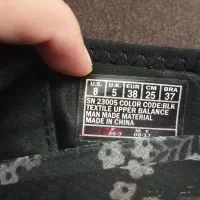 U.S. U.K. EUR CM BRA
8 5 38 25 37
SN 23005 COLOR CODE:BLK
TEXTILE UPPER BALANCE
MAN MADE MATERIAL
MADE IN CHINA